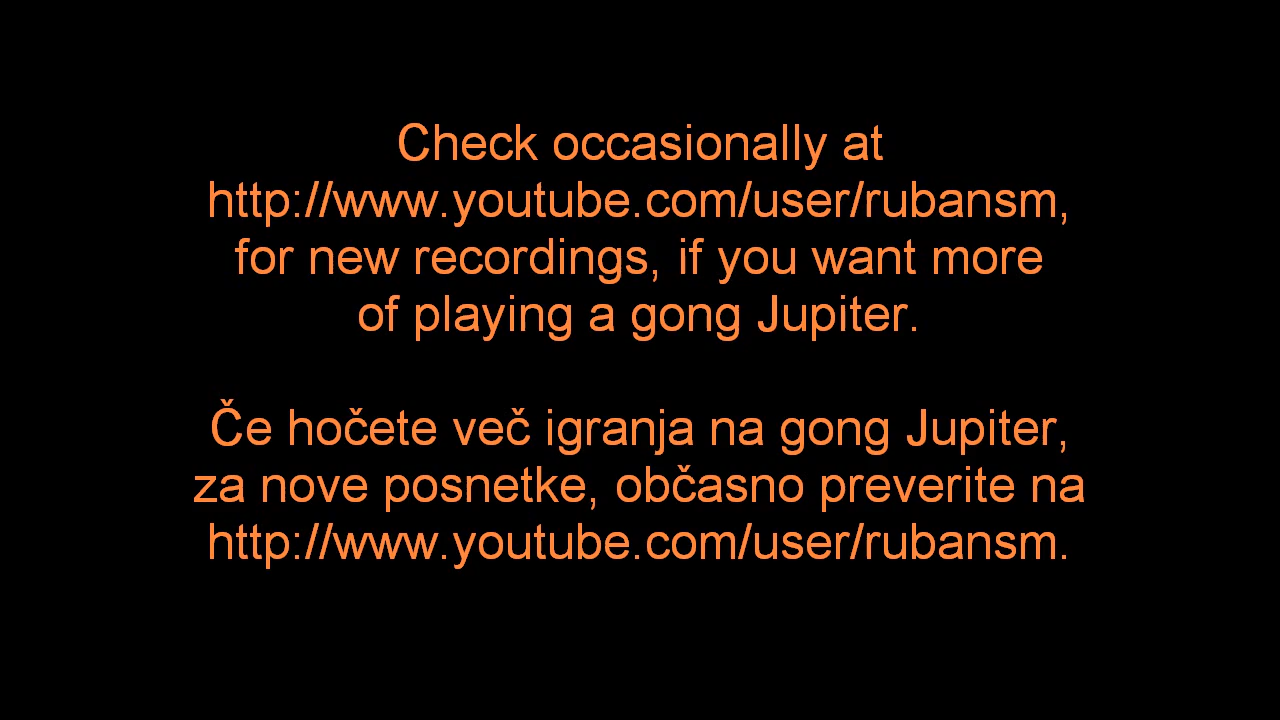 Check occasionally at
http://www.youtube.com/user/rubansm,
for new recordings, if you want more
of playing a gong Jupiter.
Če hočete več igranja na gong Jupiter,
za nove posnetke, občasno preverite na
http://www.youtube.com/user/rubansm.